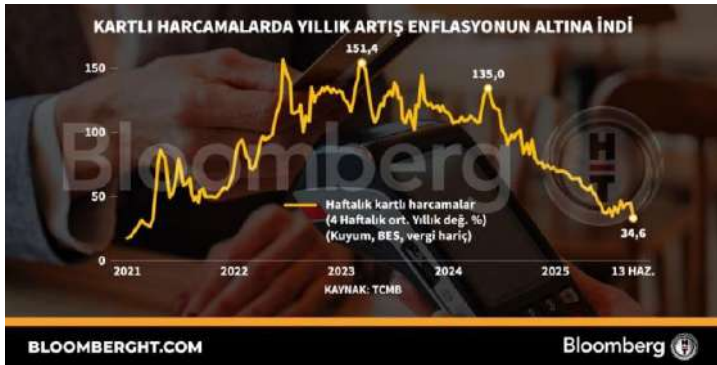 KARTLI HARCAMALARDA YILLIK ARTIŞ ENFLASYONUN ALTINA İNDİ
151,4
135,0
150
100
50
0
Bloomberg
HT
Haftalık kartlı harcamalar
(4 Haftalık ort. Yıllık değ. %)
(Kuyum, BES, vergi hariç)
34,6
2021
2022
2023
2024
2025
13 HAZ.
KAYNAK: TCMB
BLOOMBERGHT.COM
Bloomberg HT